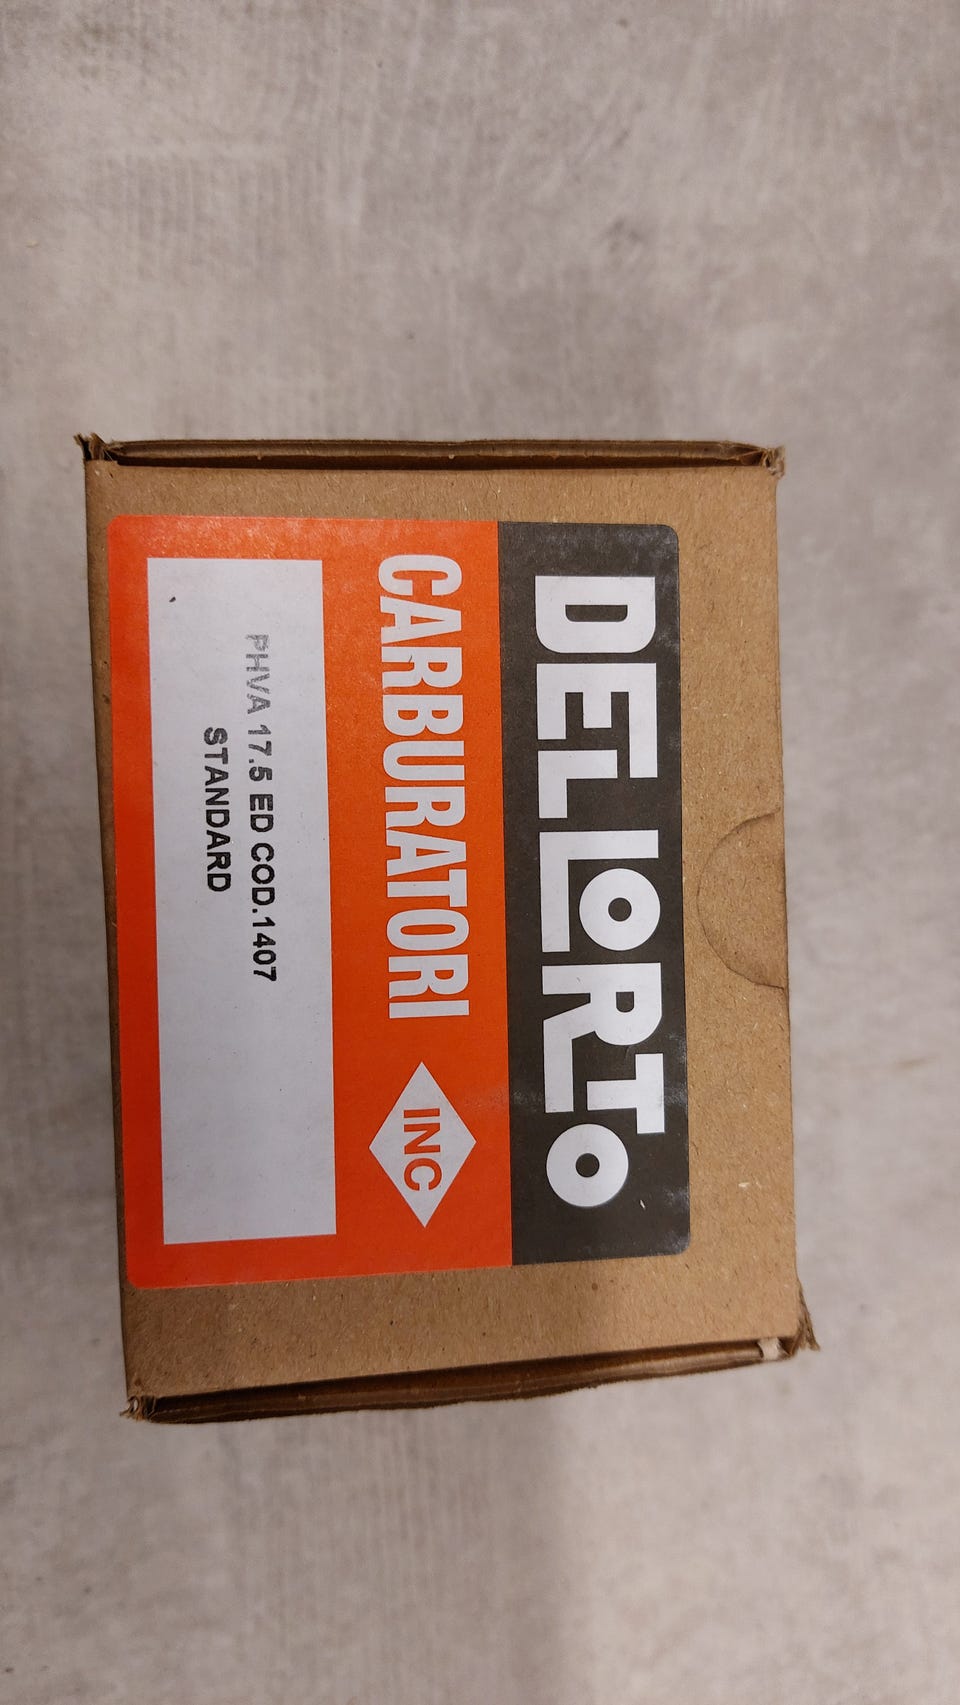 DELLORTO
CARBURATORI INC
PHVA 17.5 ED COD.1407
STANDARD